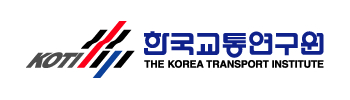 KOTI 한국교통연구원
THE KOREA TRANSPORT INSTITUTE